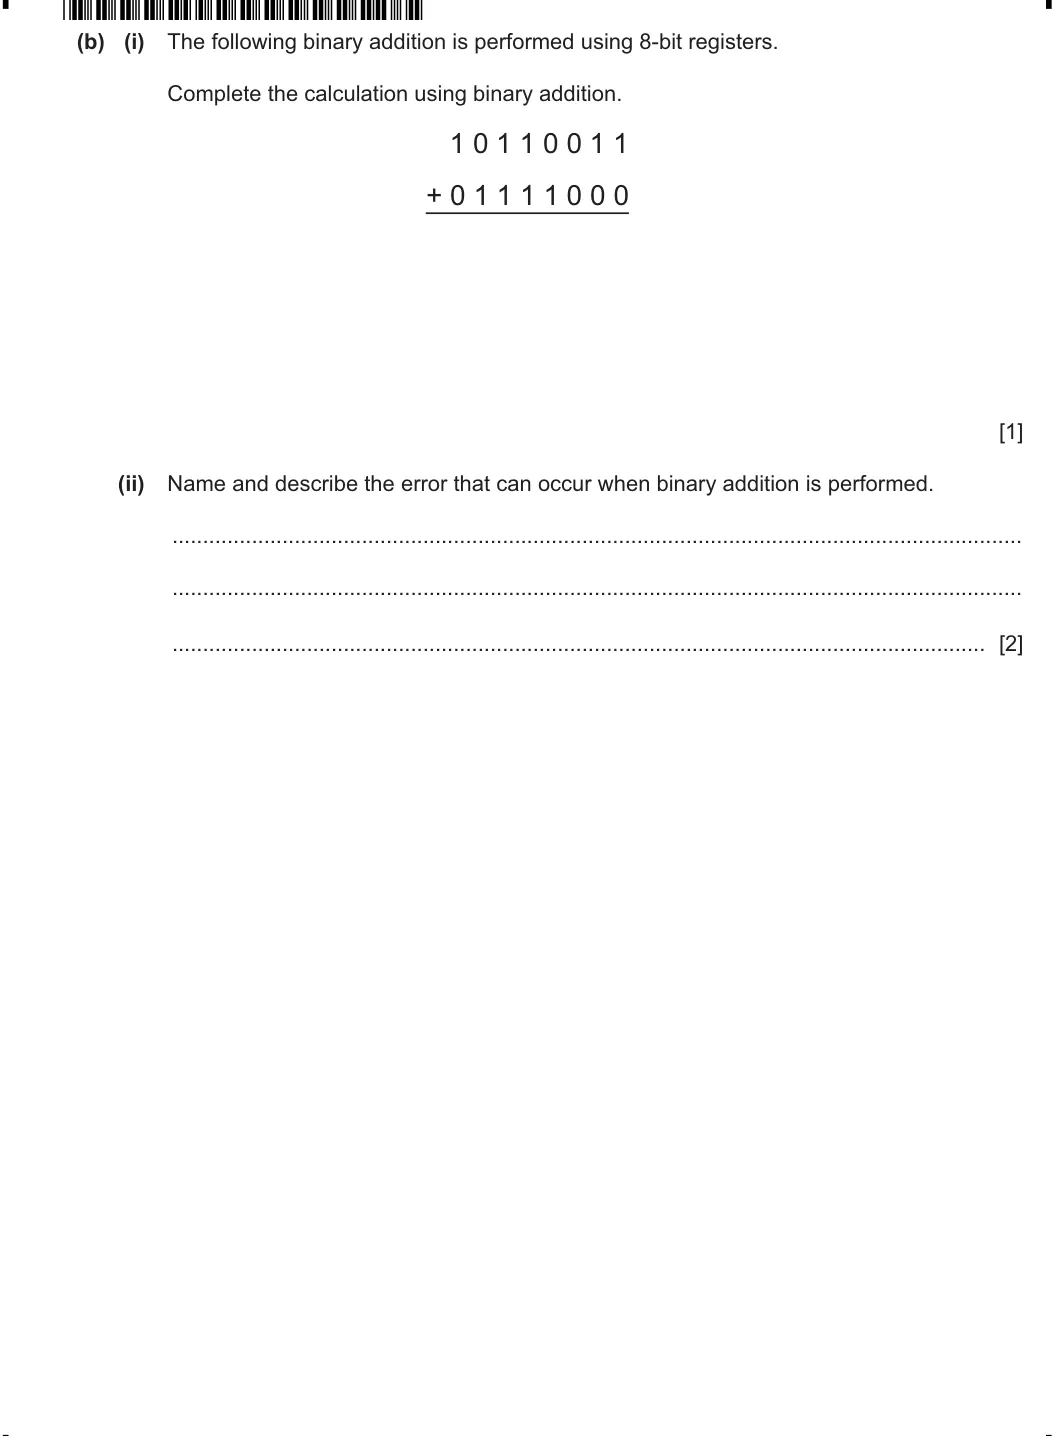 (b) (i) The following binary addition is performed using 8-bit registers.
Complete the calculation using binary addition.
1 0 1 1 0 0 1 1
+ 0 1 1 1 1 0 0 0
[1]
(ii) Name and describe the error that can occur when binary addition is performed.
..........................................................................................................................................
..........................................................................................................................................
.................................................................................................................................... [2]